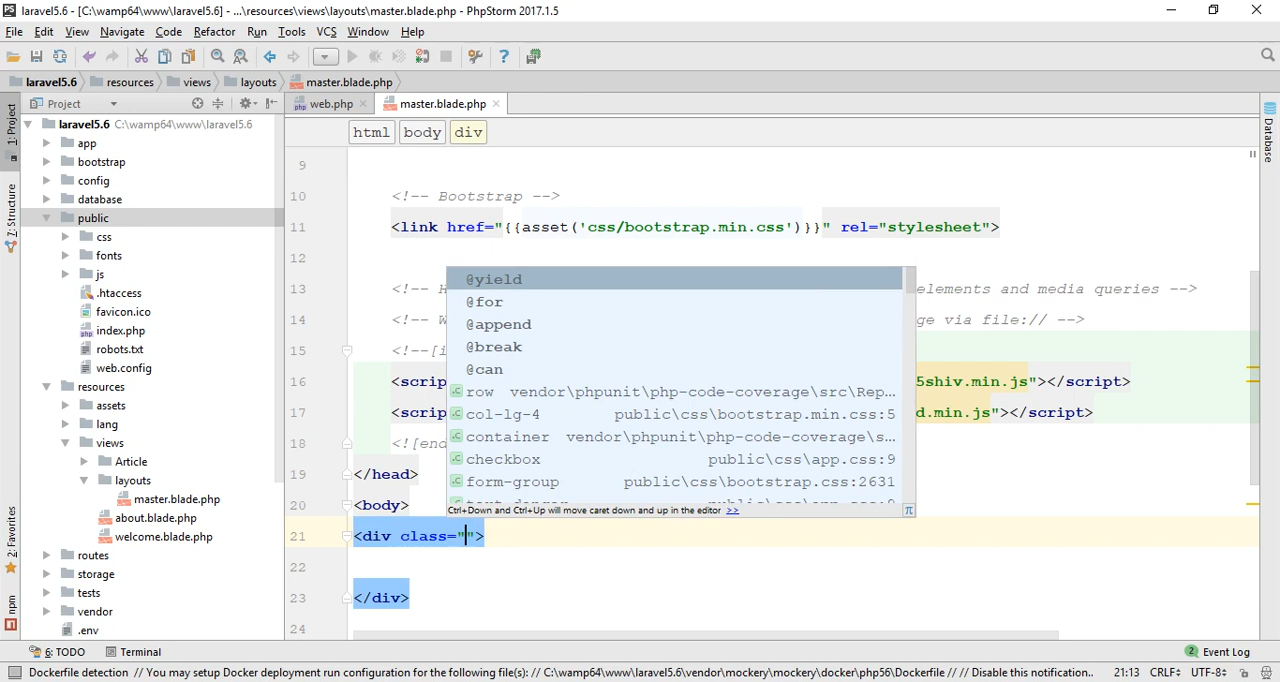 laravel5.6 - [C:\wamp64\www\laravel5.6] - ...\resources\views\layouts\master.blade.php - PhpStorm 2017.1.5
File Edit View Navigate Code Refactor Run Tools VCS Window Help
laravel5.6 resources views layouts master.blade.php
Project
web.php master.blade.php
1: Project
Z: Structure
2: Favorites
npm
Database
laravel5.6 C:\wamp64\www\laravel5.6
app
bootstrap
config
database
public
css
fonts
js
.htaccess
favicon.ico
index.php
robots.txt
web.config
resources
assets
lang
views
Article
layouts
master.blade.php
about.blade.php
welcome.blade.php
routes
storage
tests
vendor
.env
html body div
9
10 <!-- Bootstrap -->
11 <link href="{{asset('css/bootstrap.min.css')}}" rel="stylesheet">
12
13 <!-- H elements and media queries -->
14 <!-- W ge via file:// -->
15 <!--[i
16 <scrip 5shiv.min.js"></script>
17 <scrip d.min.js"></script>
18 <![end
19 </head>
20 <body>
21 <div class="">
22
23 </div>
24
@yield
@for
@append
@break
@can
row vendor\phpunit\php-code-coverage\src\Rep...
col-lg-4 public\css\bootstrap.min.css:5
container vendor\phpunit\php-code-coverage\s...
checkbox public\css\app.css:9
form-group public\css\bootstrap.css:2631
Ctrl+Down and Ctrl+Up will move caret down and up in the editor >>
π
6: TODO Terminal
2 Event Log
Dockerfile detection // You may setup Docker deployment run configuration for the following file(s): // C:\wamp64\www\laravel5.6\vendor\mockery\mockery\docker\php56\Dockerfile // // Disable this notification.. 21:13 CRLF UTF-8